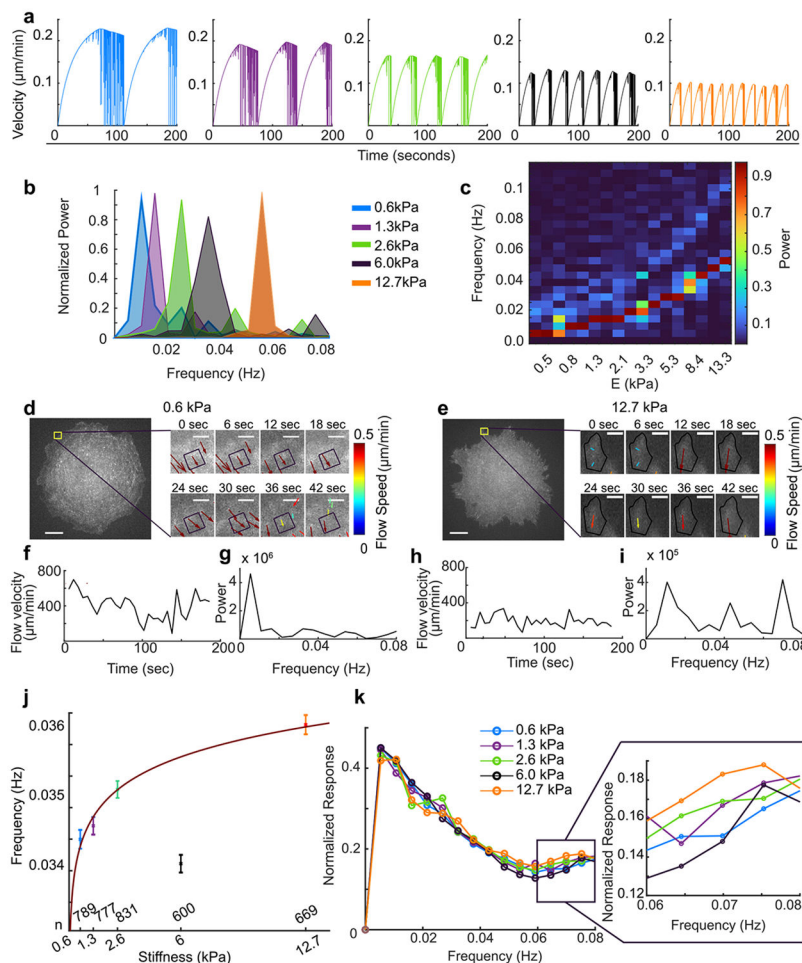 a
Velocity (μm/min)
0.2
0.1
0 100 200
0.2
0.1
0 100 200
0.2
0.1
0 100 200
0.2
0.1
0 100 200
0.2
0.1
0 100 200
Time (seconds)
b
Normalized Power
1
0.8
0.6
0.4
0.2
0
0.02 0.04 0.06 0.08
Frequency (Hz)
0.6kPa
1.3kPa
2.6kPa
6.0kPa
12.7kPa
c
Frequency (Hz)
0.1
0.08
0.06
0.04
0.02
0.0
0.5 0.8 1.3 2.1 3.3 5.3 8.4 13.3
E (kPa)
0.9
0.7
0.5
0.3
0.1
Power
d
0.6 kPa
0 sec 6 sec 12 sec 18 sec
24 sec 30 sec 36 sec 42 sec
0.5
0
Flow Speed (μm/min)
e
12.7 kPa
0 sec 6 sec 12 sec 18 sec
24 sec 30 sec 36 sec 42 sec
0.5
0
Flow Speed (μm/min)
f
Flow velocity
(μm/min)
800
400
0 100 200
Time (sec)
g
x 10⁶
Power
4
2
0 0.04 0.08
Frequency (Hz)
h
Flow velocity
(μm/min)
800
400
0 100 200
Time (sec)
i
x 10⁵
Power
4
2
0 0.04 0.08
Frequency (Hz)
j
Frequency (Hz)
0.036
0.035
0.034
n
789 777 831 600 669
0.6 1.3 2.6 6 12.7
Stiffness (kPa)
k
Normalized Response
0.4
0.2
0
0.02 0.04 0.06 0.08
Frequency (Hz)
0.6 kPa
1.3 kPa
2.6 kPa
6.0 kPa
12.7 kPa
Normalized Response
0.18
0.16
0.14
0.12
0.06 0.07 0.08
Frequency (Hz)